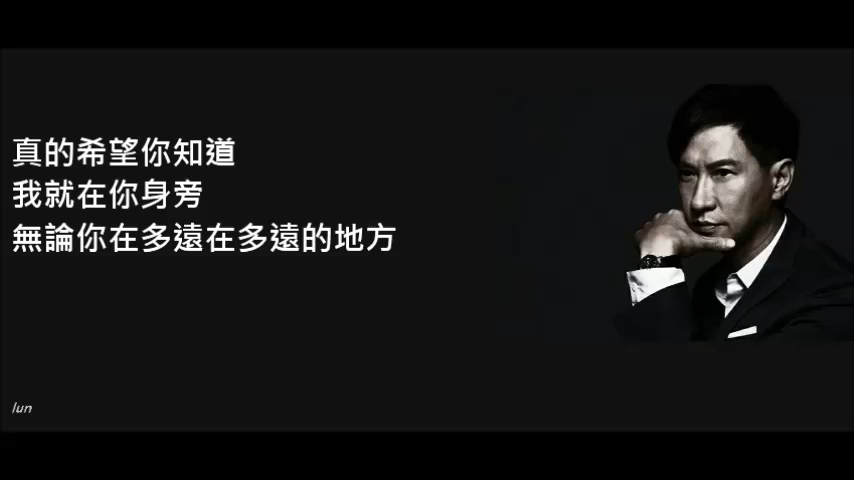 真的希望你知道
我就在你身旁
無論你在多遠在多遠的地方
lun